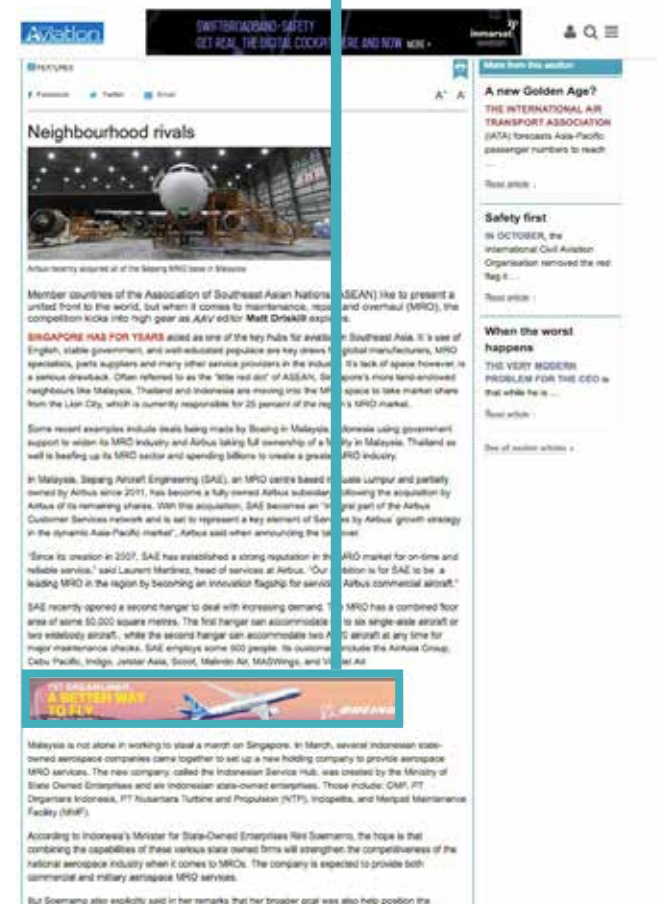 Aviation
SWIFTBROADBAND-SAFETY
GET REAL. THE DIGITAL COCKPIT HERE AND NOW MORE
inmarsat
FEATURES
Facebook Twitter Email A+ A-
Neighbourhood rivals
Airbus recently acquired all of the Sepang MRO base in Malaysia
Member countries of the Association of Southeast Asian Nations (ASEAN) like to present a
united front to the world, but when it comes to maintenance, repair and overhaul (MRO), the
competition kicks into high gear as AAV editor Matt Driskill explains.
SINGAPORE HAS FOR YEARS acted as one of the key hubs for aviation in Southeast Asia. It's use of
English, stable government, and well-educated populace are key draws for global manufacturers, MRO
specialists, parts suppliers and many other service providers in the industry. It's lack of space however, is
a serious drawback. Often referred to as the "little red dot" of ASEAN, Singapore's more land-endowed
neighbours like Malaysia, Thailand and Indonesia are moving into the MRO space to take market share
from the Lion City, which is currently responsible for 25 percent of the region's MRO market.
Some recent examples include deals being made by Boeing in Malaysia, Indonesia using government
support to widen its MRO industry and Airbus taking full ownership of a facility in Malaysia. Thailand as
well is beefing up its MRO sector and spending billions to create a greater MRO industry.
In Malaysia, Sepang Aircraft Engineering (SAE), an MRO centre based in Kuala Lumpur and partially
owned by Airbus since 2011, has become a fully owned Airbus subsidiary following the acquisition by
Airbus of its remaining shares. With this acquisition, SAE becomes an "integral part of the Airbus
Customer Services network and is set to represent a key element of Services by Airbus' growth strategy
in the dynamic Asia-Pacific market", Airbus said when announcing the takeover.
"Since its creation in 2007, SAE has established a strong reputation in the MRO market for on-time and
reliable service," said Laurent Martinez, head of services at Airbus. "Our ambition is for SAE to be a
leading MRO in the region by becoming an innovation flagship for servicing Airbus commercial aircraft."
SAE recently opened a second hanger to deal with increasing demand. The MRO has a combined floor
area of some 50,000 square metres. The first hangar can accommodate up to six single-aisle aircraft or
two widebody aircraft, while the second hangar can accommodate two aircraft at any time for
major maintenance checks. SAE employs some 500 people. Its customers include the AirAsia Group,
Cebu Pacific, Indigo, Jetstar Asia, Scoot, Malindo Air, MASWings, and VietJet Air
787 DREAMLINER
A BETTER WAY
TO FLY
BOEING
Malaysia is not alone in working to steal a march on Singapore. In March, several Indonesian state-
owned aerospace companies came together to set up a new holding company to provide aerospace
MRO services. The new company, called the Indonesian Service Hub, was created by the Ministry of
State Owned Enterprises and six Indonesian state-owned enterprises. Those include: GMF, PT
Dirgantara Indonesia, PT Nusantara Turbine and Propulsion (NTP), Indopelita, and Merpati Maintenance
Facility (MMF).
According to Indonesia's Minister for State-Owned Enterprises Rini Soemarno, the hope is that
combining the capabilities of these various state owned firms will strengthen the competitiveness of the
national aerospace industry when it comes to MROs. The company is expected to provide both
commercial and military aerospace MRO services.
But Soemarno also explicitly said in her remarks that her broader goal was also help position the
More from this section
A new Golden Age?
THE INTERNATIONAL AIR
TRANSPORT ASSOCIATION
(IATA) forecasts Asia-Pacific
passenger numbers to reach
...
Read article
Safety first
IN OCTOBER, the
International Civil Aviation
Organisation removed the red
flag it ...
Read article
When the worst
happens
THE VERY MODERN
PROBLEM FOR THE CEO is
that while he is ...
Read article
See all section articles